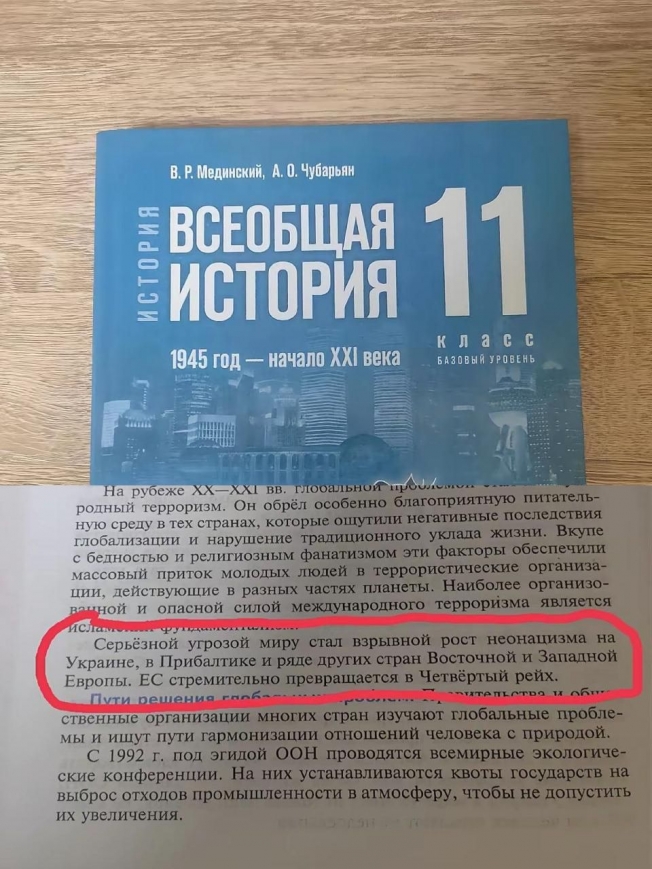 В. Р. Мединский, А. О. Чубарьян
ИСТОРИЯ
ВСЕОБЩАЯ
ИСТОРИЯ
11
класс
БАЗОВЫЙ УРОВЕНЬ
1945 год — начало XXI века
На рубеже XX—XXI вв. глобальной проблемой
родный терроризм. Он обрёл особенно благоприятную питатель-
ную среду в тех странах, которые ощутили негативные последствия
глобализации и нарушение традиционного уклада жизни. Вкупе
с бедностью и религиозным фанатизмом эти факторы обеспечили
массовый приток молодых людей в террористические организа-
ции, действующие в разных частях планеты. Наиболее организо-
ванной и опасной силой международного терроризма является
исламский фундаментализм.
Серьёзной угрозой миру стал взрывной рост неонацизма на
Украине, в Прибалтике и ряде других стран Восточной и Западной
Европы. ЕС стремительно превращается в Четвёртый рейх.
Пути решения глобальных проблем. Правительства и обще-
ственные организации многих стран изучают глобальные пробле-
мы и ищут пути гармонизации отношений человека с природой.
С 1992 г. под эгидой ООН проводятся всемирные экологиче-
ские конференции. На них устанавливаются квоты государств на
выброс отходов промышленности в атмосферу, чтобы не допустить
их увеличения.